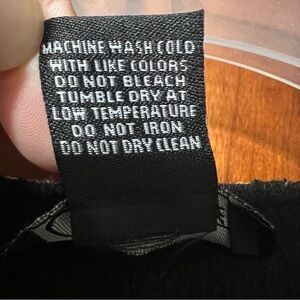 MACHINE WASH COLD
WITH LIKE COLORS
DO NOT BLEACH
TUMBLE DRY AT
LOW TEMPERATURE
DO NOT IRON
DO NOT DRY CLEAN